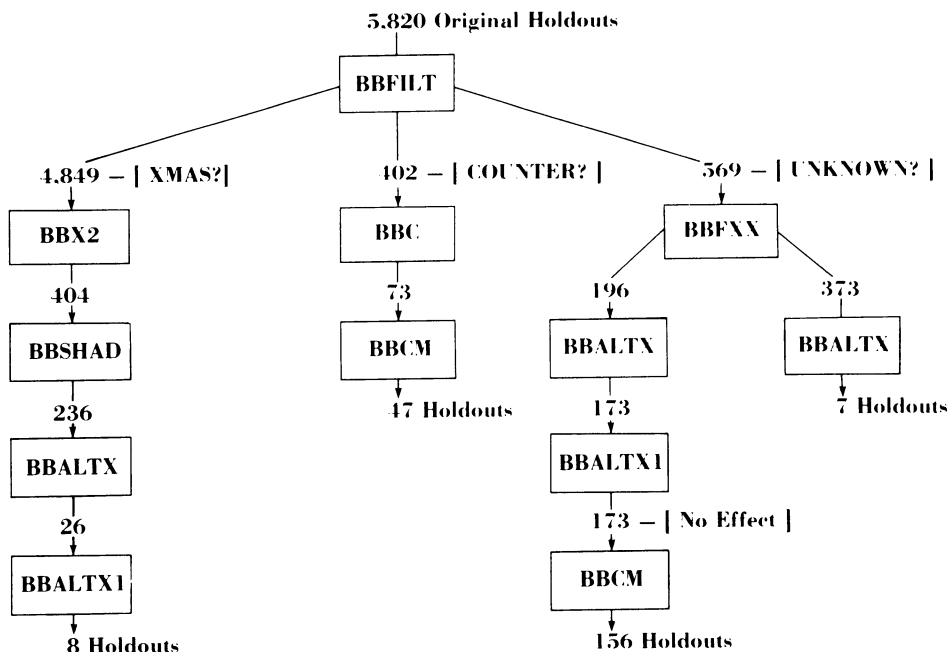 5,820 Original Holdouts
BBFILT
4,849 – [ XMAS?]
402 – [ COUNTER? ]
569 – [ UNKNOWN? ]
BBX2
BBC
BBFXX
404
73
196
373
BBSHAD
BBCM
BBALTX
BBALTX
236
47 Holdouts
173
7 Holdouts
BBALTX
BBALTX1
26
173 – [ No Effect ]
BBALTX1
BBCM
8 Holdouts
156 Holdouts